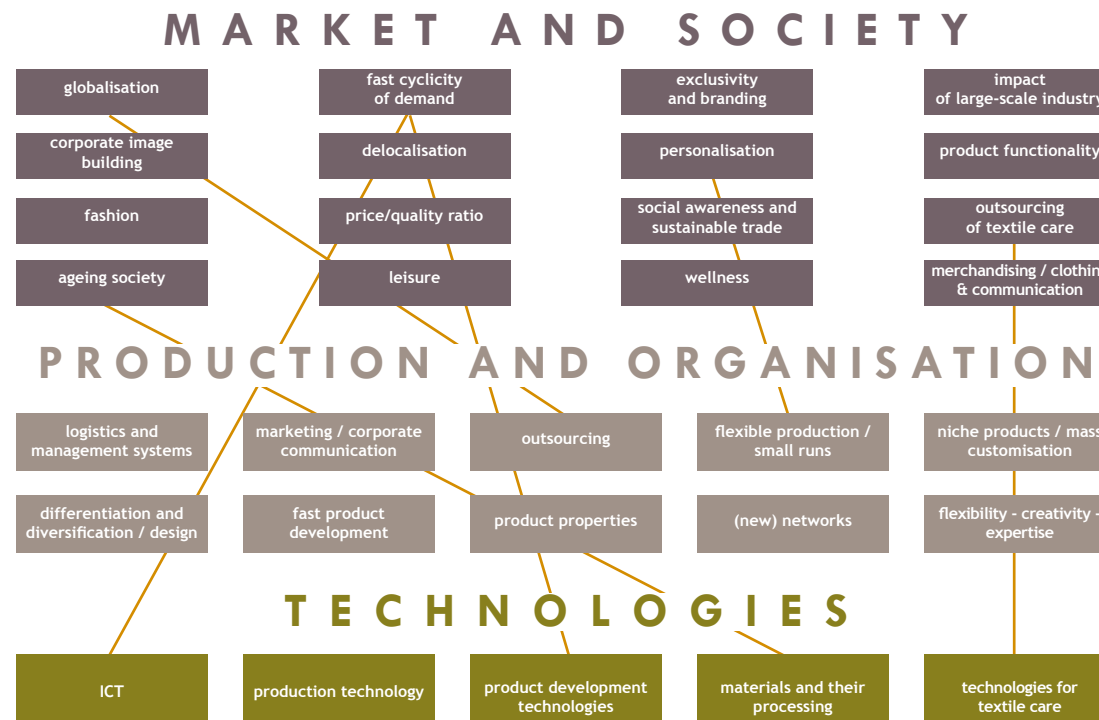 MARKET AND SOCIETY
globalisation
fast cyclicity
of demand
exclusivity
and branding
impact
of large-scale industry
corporate image
building
delocalisation
personalisation
product functionality
fashion
price/quality ratio
social awareness and
sustainable trade
outsourcing
of textile care
ageing society
leisure
wellness
merchandising / clothin
& communication
PRODUCTION AND ORGANISATION
logistics and
management systems
marketing / corporate
communication
outsourcing
flexible production /
small runs
niche products / mass
customisation
differentiation and
diversification / design
fast product
development
product properties
(new) networks
flexibility - creativity -
expertise
TECHNOLOGIES
ICT
production technology
product development
technologies
materials and their
processing
technologies for
textile care